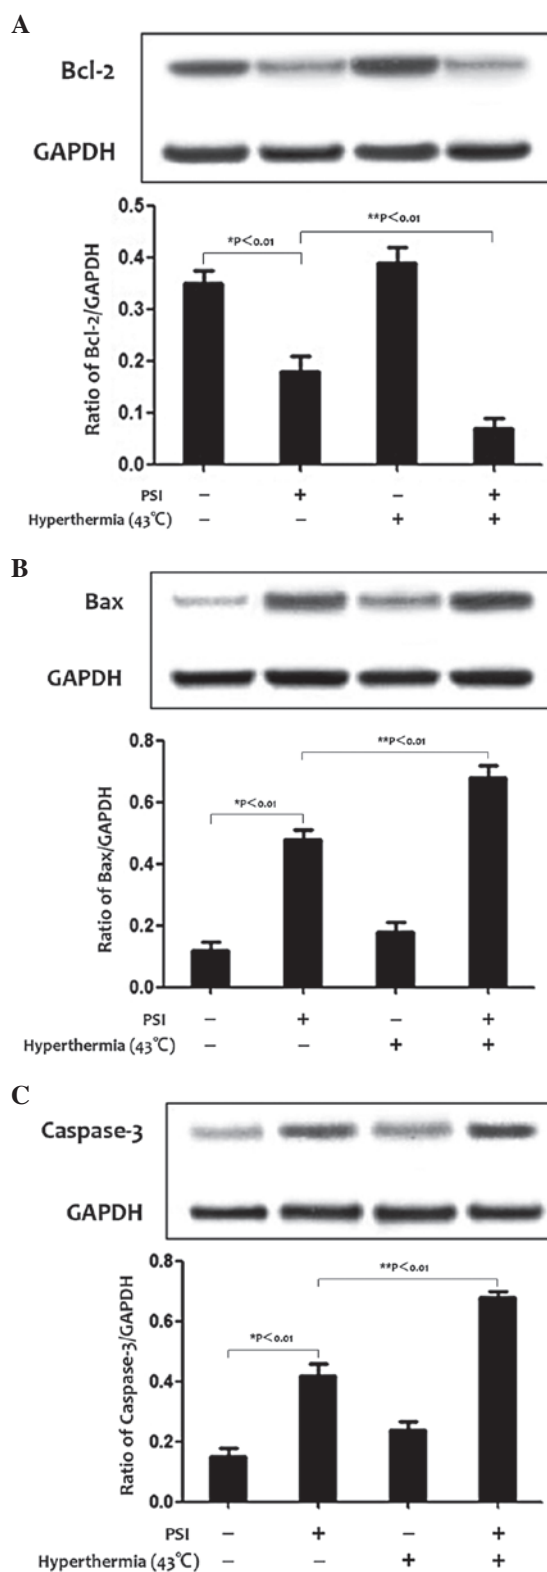 A
Bcl-2
GAPDH
0.5
0.4
0.3
0.2
0.1
0.0
Ratio of Bcl-2/GAPDH
*P<0.01
**P<0.01
PSI − + − +
Hyperthermia (43℃) − − + +
B
Bax
GAPDH
0.8
0.6
0.4
0.2
0.0
Ratio of Bax/GAPDH
**P<0.01
*P<0.01
PSI − + − +
Hyperthermia (43℃) − − + +
C
Caspase-3
GAPDH
0.8
0.6
0.4
0.2
0.0
Ratio of Caspase-3/GAPDH
**P<0.01
*P<0.01
PSI − + − +
Hyperthermia (43℃) − − + +